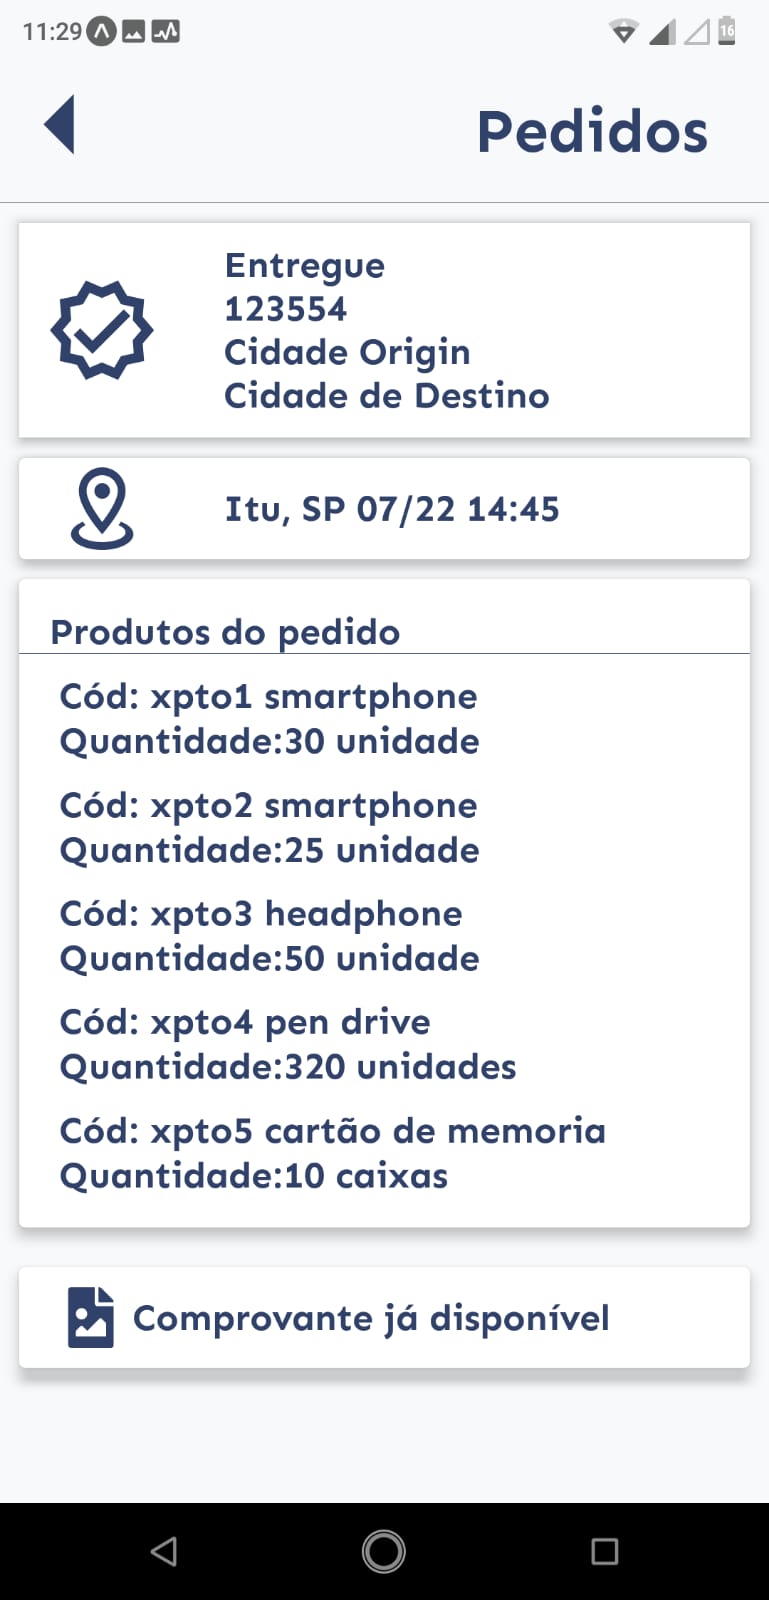 11:29
16
Pedidos
Entregue
123554
Cidade Origin
Cidade de Destino
Itu, SP 07/22 14:45
Produtos do pedido
Cód: xpto1 smartphone
Quantidade:30 unidade
Cód: xpto2 smartphone
Quantidade:25 unidade
Cód: xpto3 headphone
Quantidade:50 unidade
Cód: xpto4 pen drive
Quantidade:320 unidades
Cód: xpto5 cartão de memoria
Quantidade:10 caixas
Comprovante já disponível